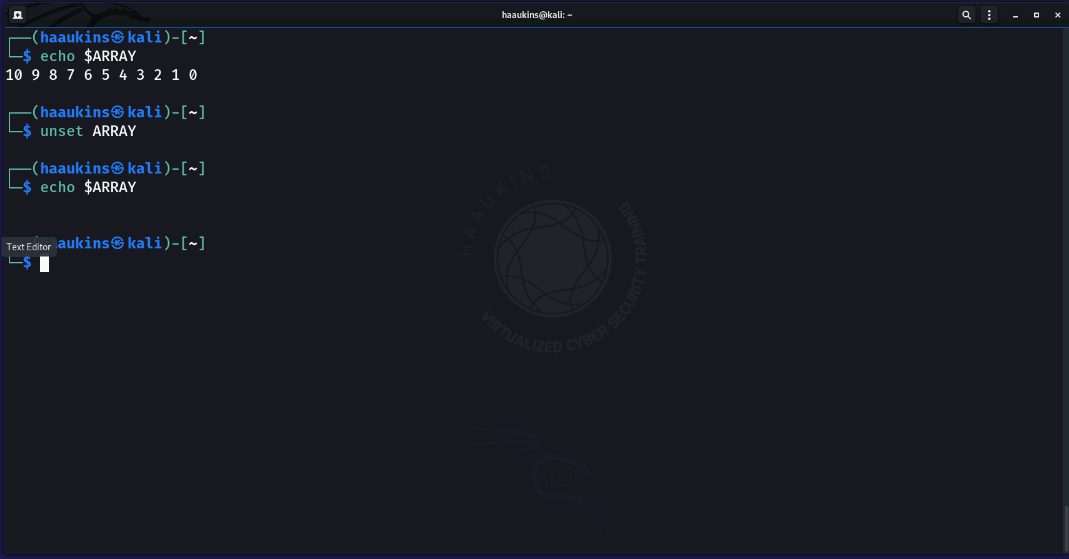 haaukins@kali: ~
┌──(haaukins㉿kali)-[~]
└─$ echo $ARRAY
10 9 8 7 6 5 4 3 2 1 0
┌──(haaukins㉿kali)-[~]
└─$ unset ARRAY
┌──(haaukins㉿kali)-[~]
└─$ echo $ARRAY
┌──(haaukins㉿kali)-[~]
Text Editor
└─$
HAAUKINS
VIRTUALIZED CYBER SECURITY TRAINING